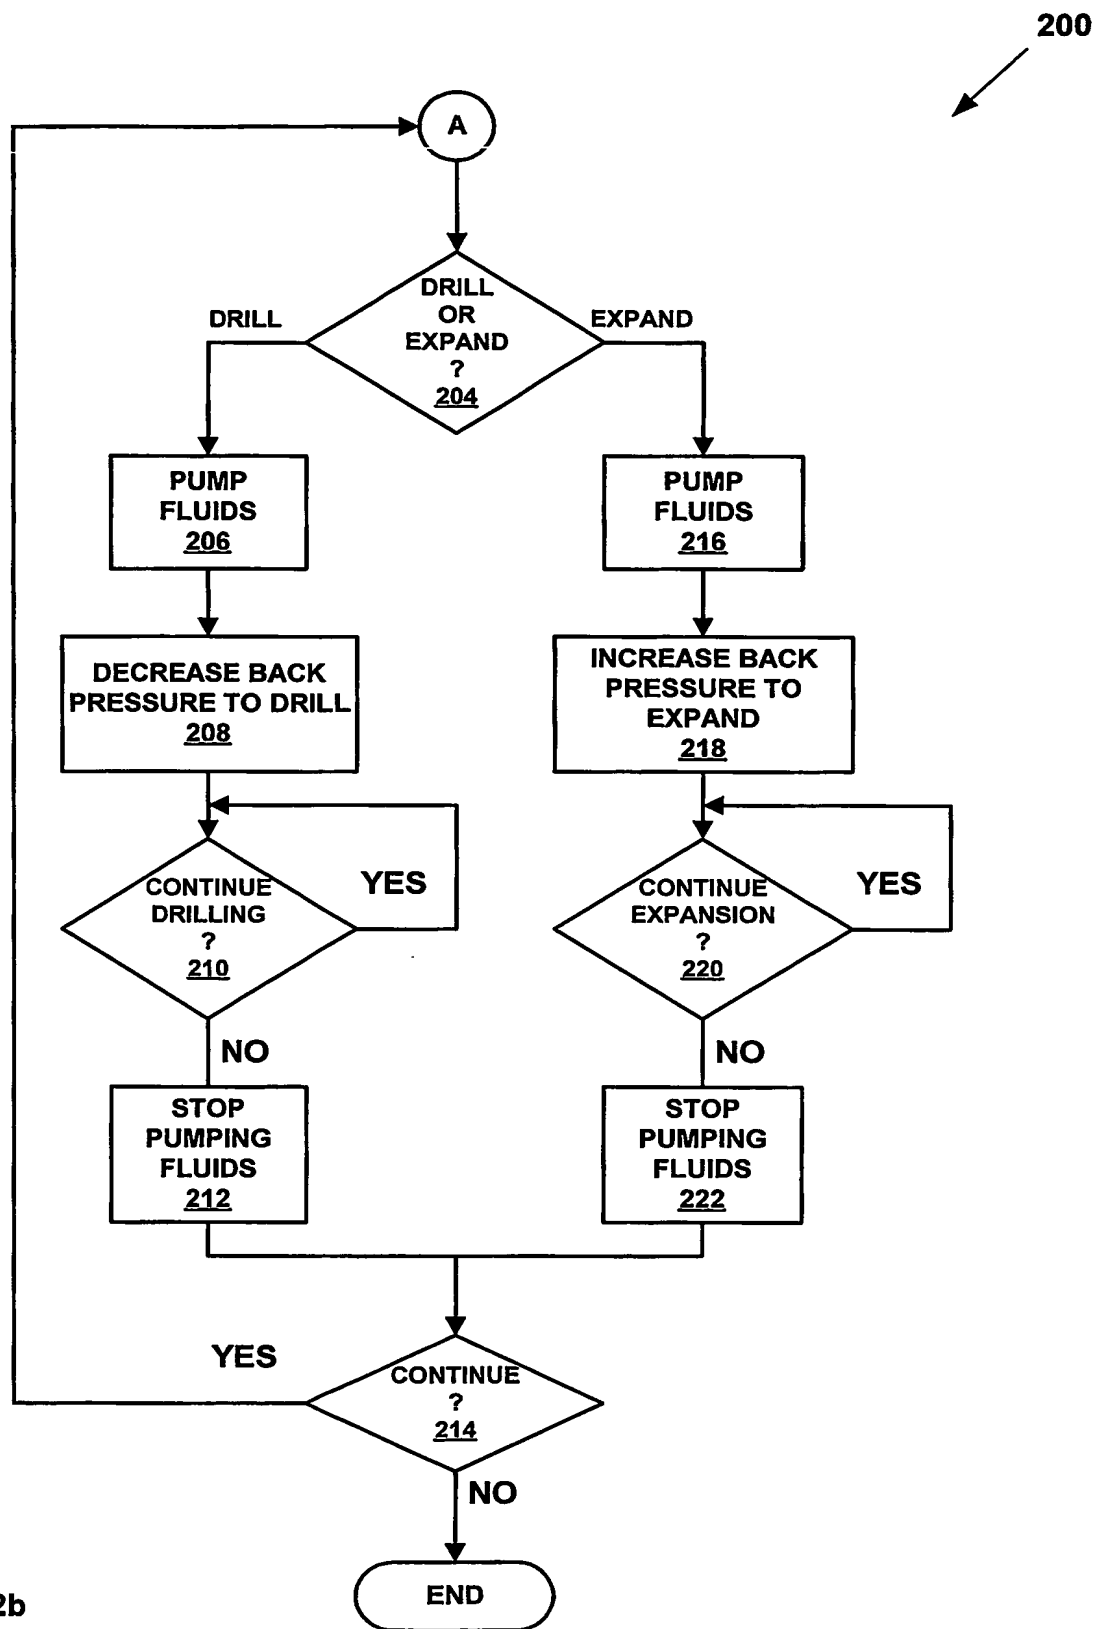 200
A
DRILL
OR
EXPAND
?
204
DRILL
EXPAND
PUMP
FLUIDS
206
PUMP
FLUIDS
216
DECREASE BACK
PRESSURE TO DRILL
208
INCREASE BACK
PRESSURE TO
EXPAND
218
CONTINUE
DRILLING
?
210
YES
CONTINUE
EXPANSION
?
220
YES
NO
NO
STOP
PUMPING
FLUIDS
212
STOP
PUMPING
FLUIDS
222
YES
CONTINUE
?
214
NO
END
2b